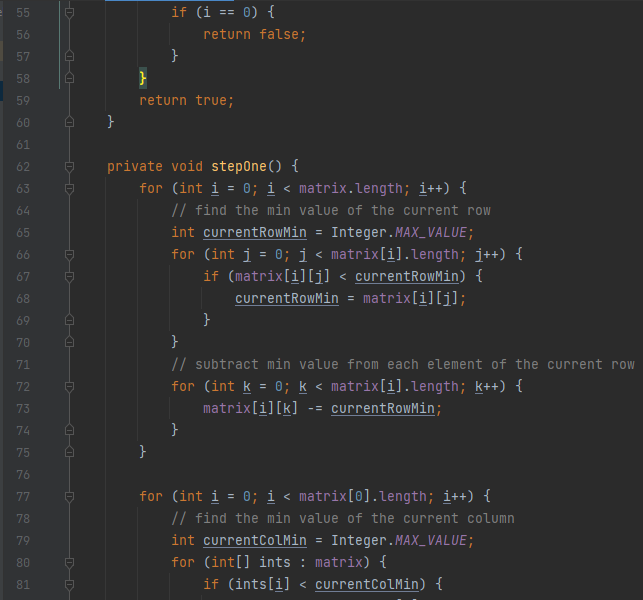 55 if (i == 0) {
56 return false;
57 }
58 }
59 return true;
60 }
61
62 private void stepOne() {
63 for (int i = 0; i < matrix.length; i++) {
64 // find the min value of the current row
65 int currentRowMin = Integer.MAX_VALUE;
66 for (int j = 0; j < matrix[i].length; j++) {
67 if (matrix[i][j] < currentRowMin) {
68 currentRowMin = matrix[i][j];
69 }
70 }
71 // subtract min value from each element of the current row
72 for (int k = 0; k < matrix[i].length; k++) {
73 matrix[i][k] -= currentRowMin;
74 }
75 }
76
77 for (int i = 0; i < matrix[0].length; i++) {
78 // find the min value of the current column
79 int currentColMin = Integer.MAX_VALUE;
80 for (int[] ints : matrix) {
81 if (ints[i] < currentColMin) {